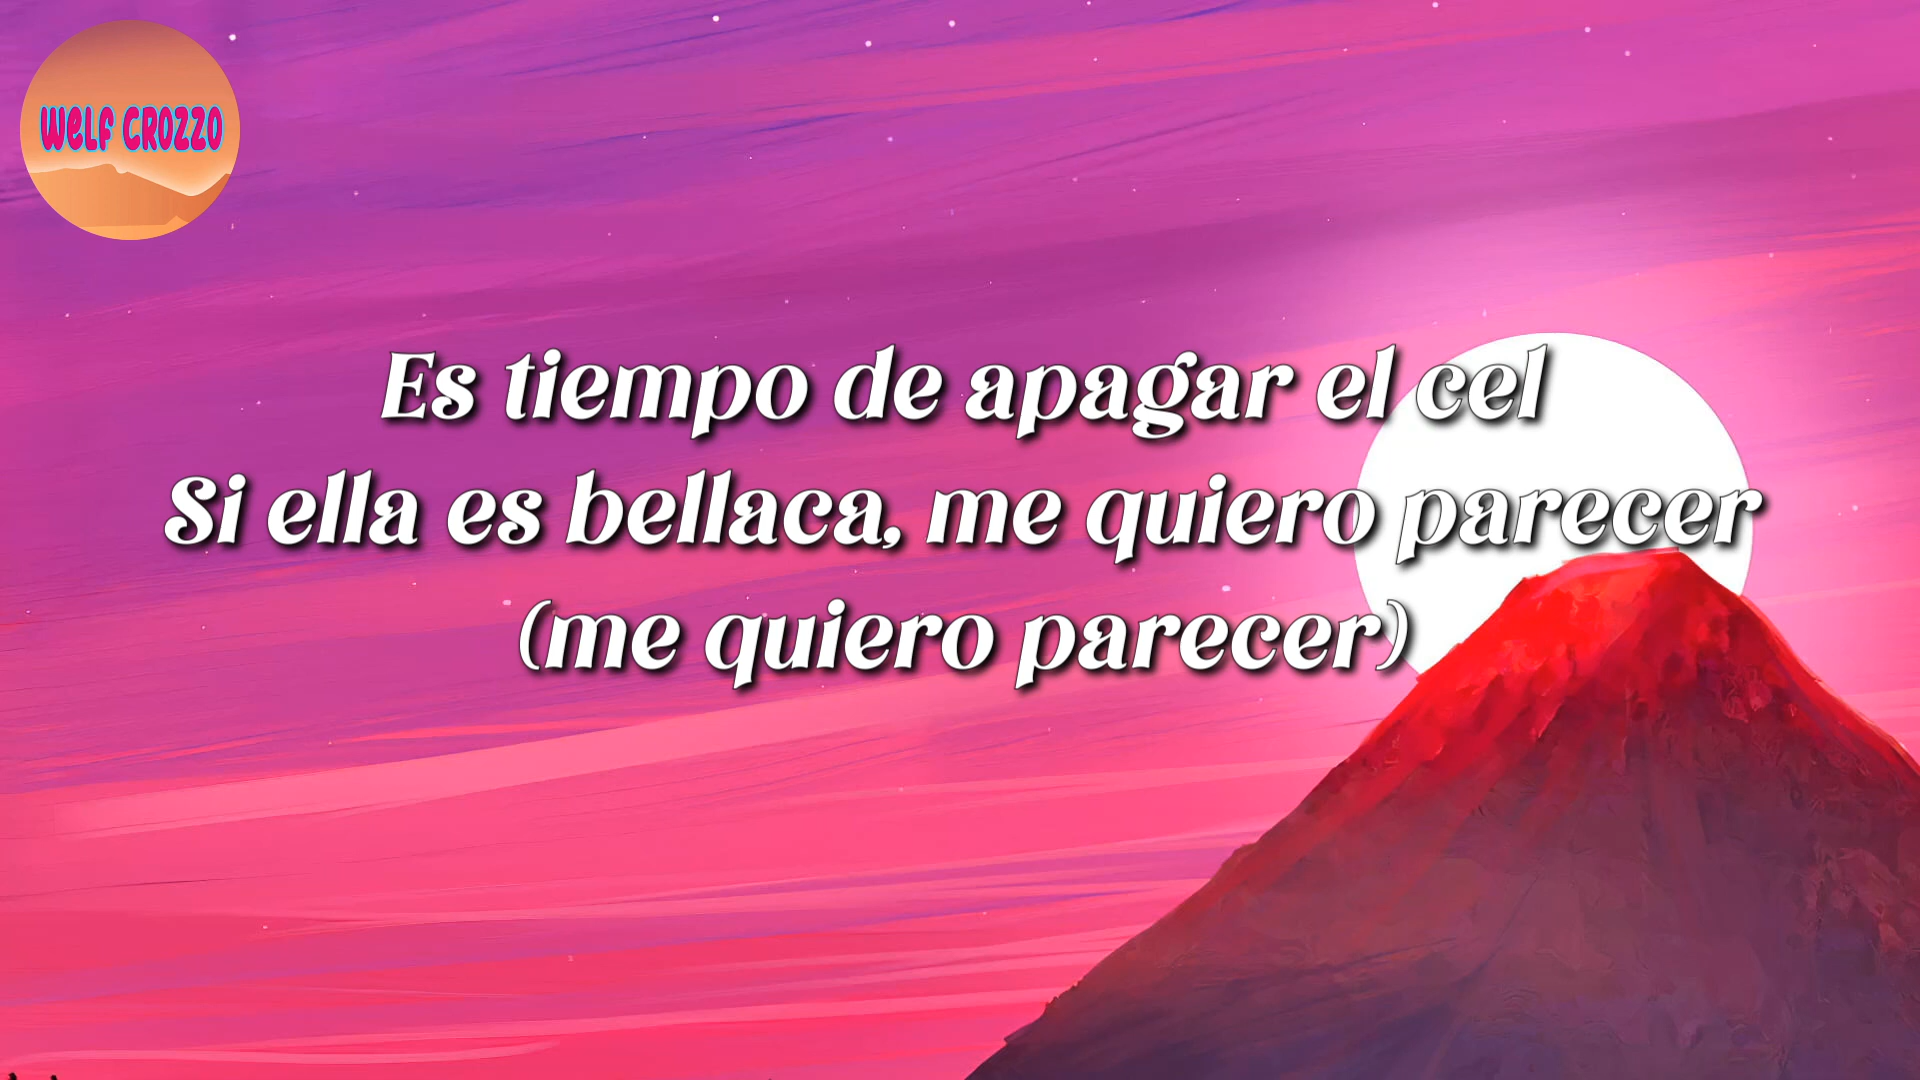 WELF CROZZO
Es tiempo de apagar el cel
Si ella es bellaca, me quiero parecer
(me quiero parecer)